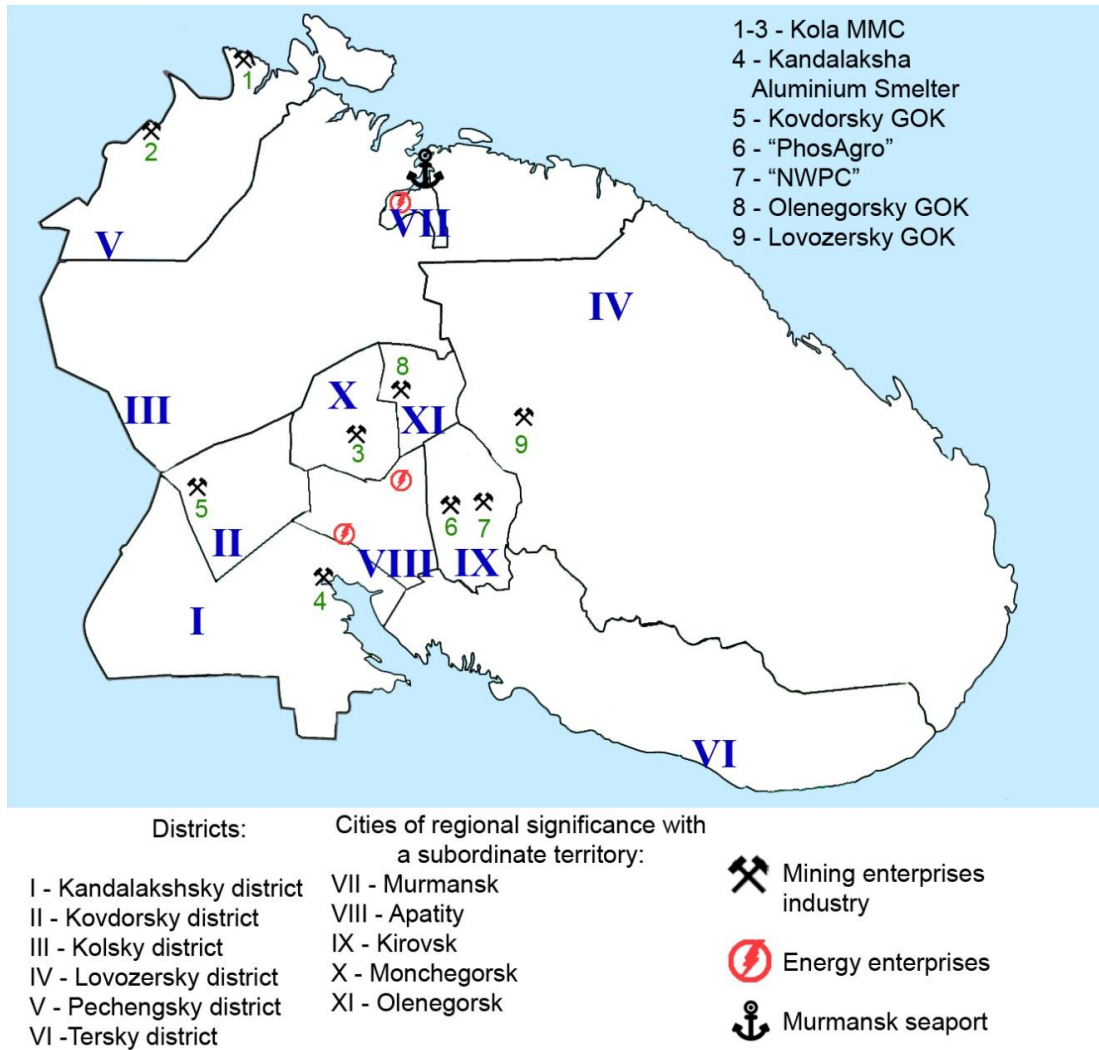 1-3 - Kola MMC
4 - Kandalaksha
Aluminium Smelter
5 - Kovdorsky GOK
6 - “PhosAgro”
7 - “NWPC”
8 - Olenegorsky GOK
9 - Lovozersky GOK
1
2
VII
V
IV
8
X
III
XI
9
3
5
6
7
II
VIII
IX
4
I
VI
Districts:
I - Kandalakshsky district
II - Kovdorsky district
III - Kolsky district
IV - Lovozersky district
V - Pechengsky district
VI -Tersky district
Cities of regional significance with
a subordinate territory:
VII - Murmansk
VIII - Apatity
IX - Kirovsk
X - Monchegorsk
XI - Olenegorsk
Mining enterprises
industry
Energy enterprises
Murmansk seaport